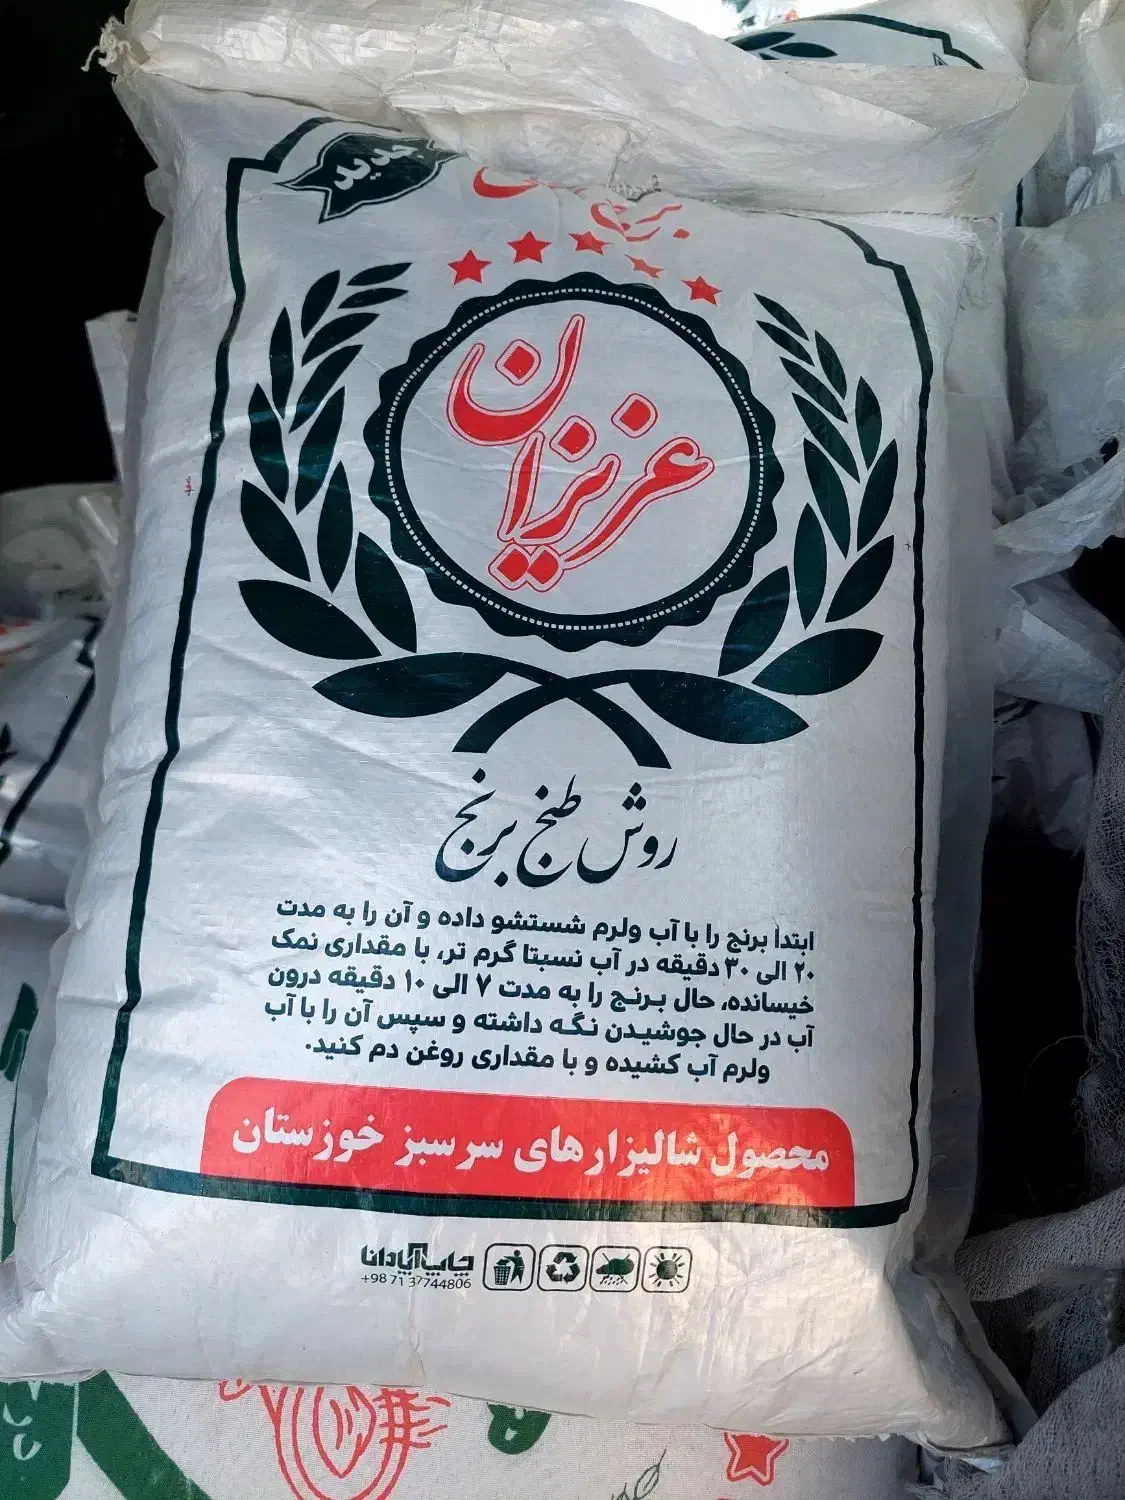 جدید
عزیزان
روش طبخ برنج
ابتدا برنج را با آب ولرم شستشو داده و آن را به مدت
۲۰ الی ۳۰ دقیقه در آب نسبتا گرم تر، با مقداری نمک
خیسانده، حال برنج را به مدت ۷ الی ۱۰ دقیقه درون
آب در حال جوشیدن نگه داشته و سپس آن را با آب
ولرم آب کشیده و با مقداری روغن دم کنید.
محصول شالیزارهای سرسبز خوزستان
چاپ آپادانا
+98 71 37744806